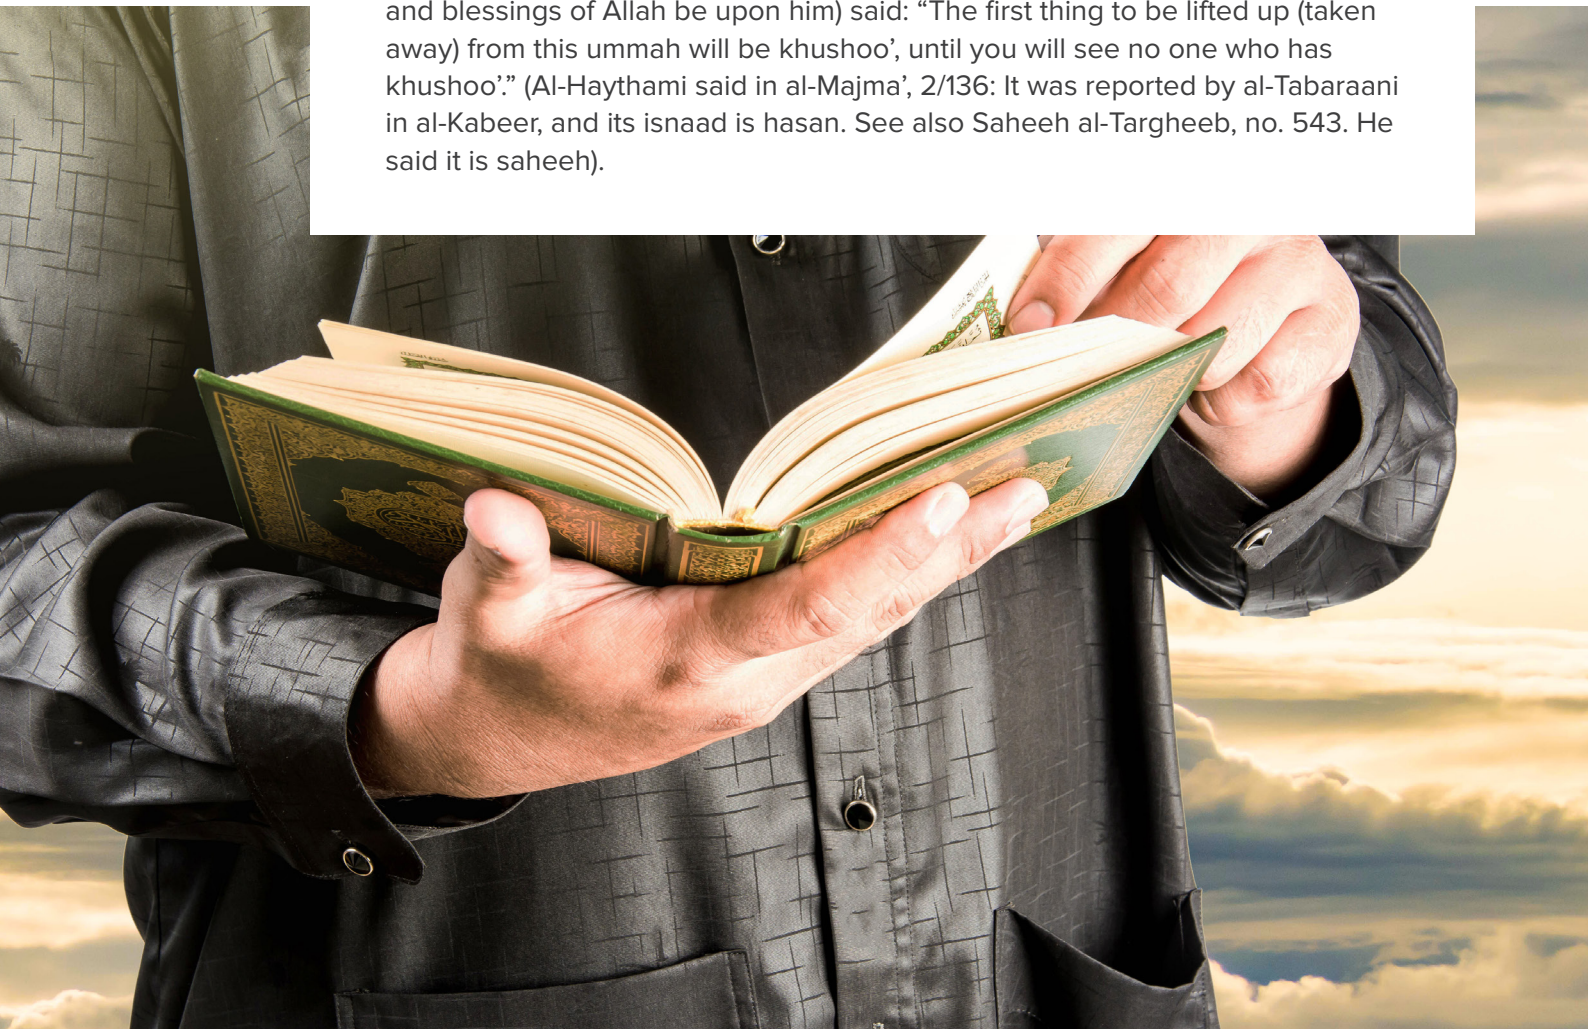 and blessings of Allah be upon him) said: “The first thing to be lifted up (taken
away) from this ummah will be khushoo’, until you will see no one who has
khushoo’.” (Al-Haythami said in al-Majma’, 2/136: It was reported by al-Tabaraani
in al-Kabeer, and its isnaad is hasan. See also Saheeh al-Targheeb, no. 543. He
said it is saheeh).